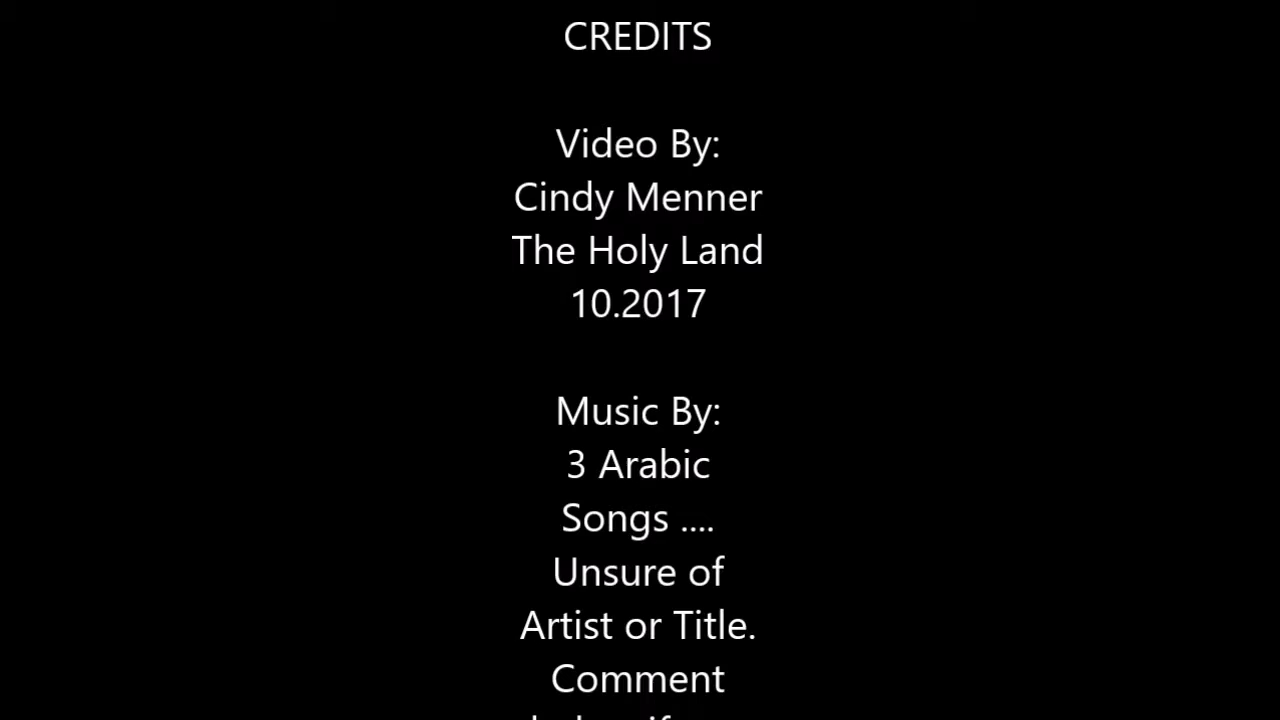 CREDITS
Video By:
Cindy Menner
The Holy Land
10.2017
Music By:
3 Arabic
Songs ....
Unsure of
Artist or Title.
Comment